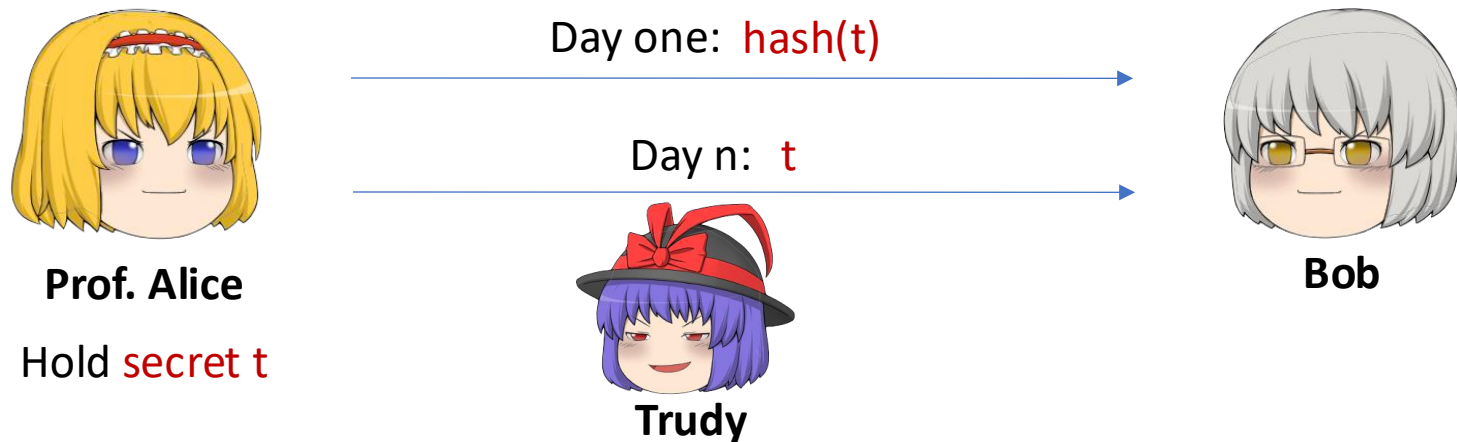 Day one: hash(t)
Day n: t
Prof. Alice
Bob
Hold secret t
Trudy